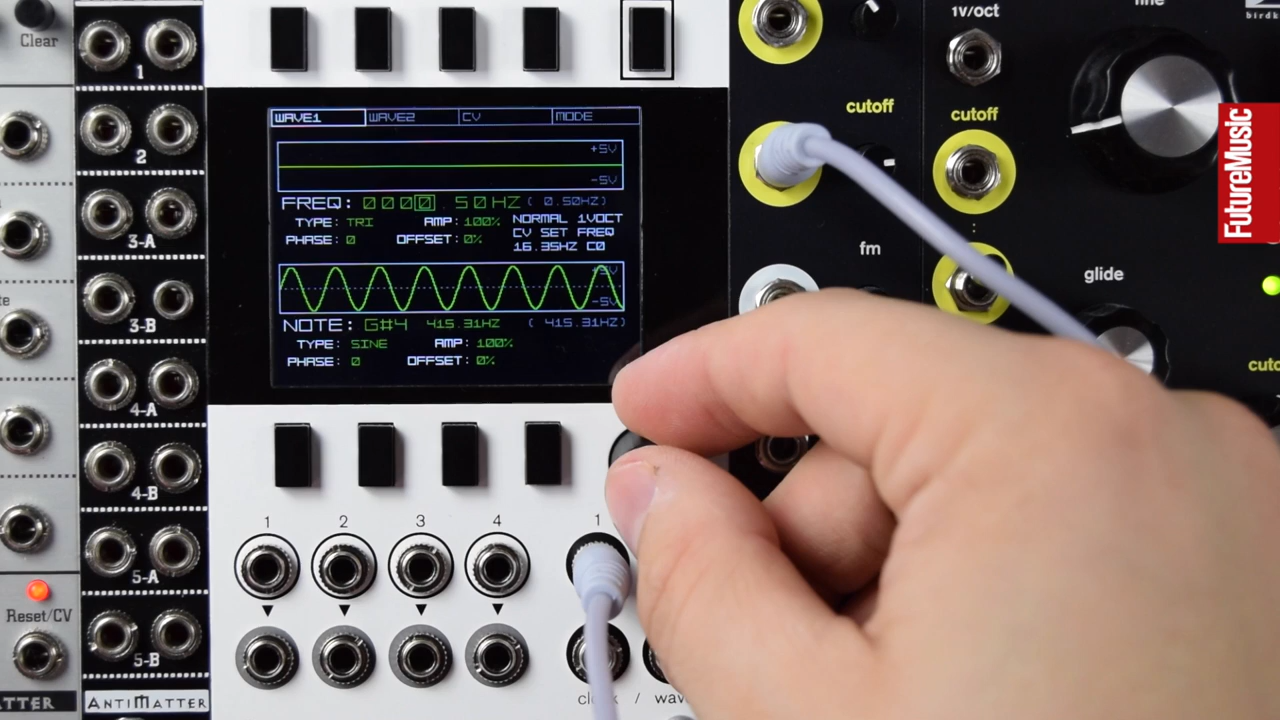 Clear
1
2
3-A
3-B
4-A
4-B
5-A
5-B
Reset/CV
TTER
ANTIMATTER
WAVE1 WAVE2 CV MODE
+5V
-5V
FREQ: 0000.50HZ ( 0.50HZ)
TYPE: TRI AMP: 100% NORMAL 1VOCT
PHASE: 0 OFFSET: 0% CV SET FREQ
16.35HZ C0
+5V
-5V
NOTE: G#4 415.31HZ ( 415.31HZ)
TYPE: SINE AMP: 100%
PHASE: 0 OFFSET: 0%
1 2 3 4 1
/
cutoff
fm
1V/oct
cutoff
glide
FutureMusic